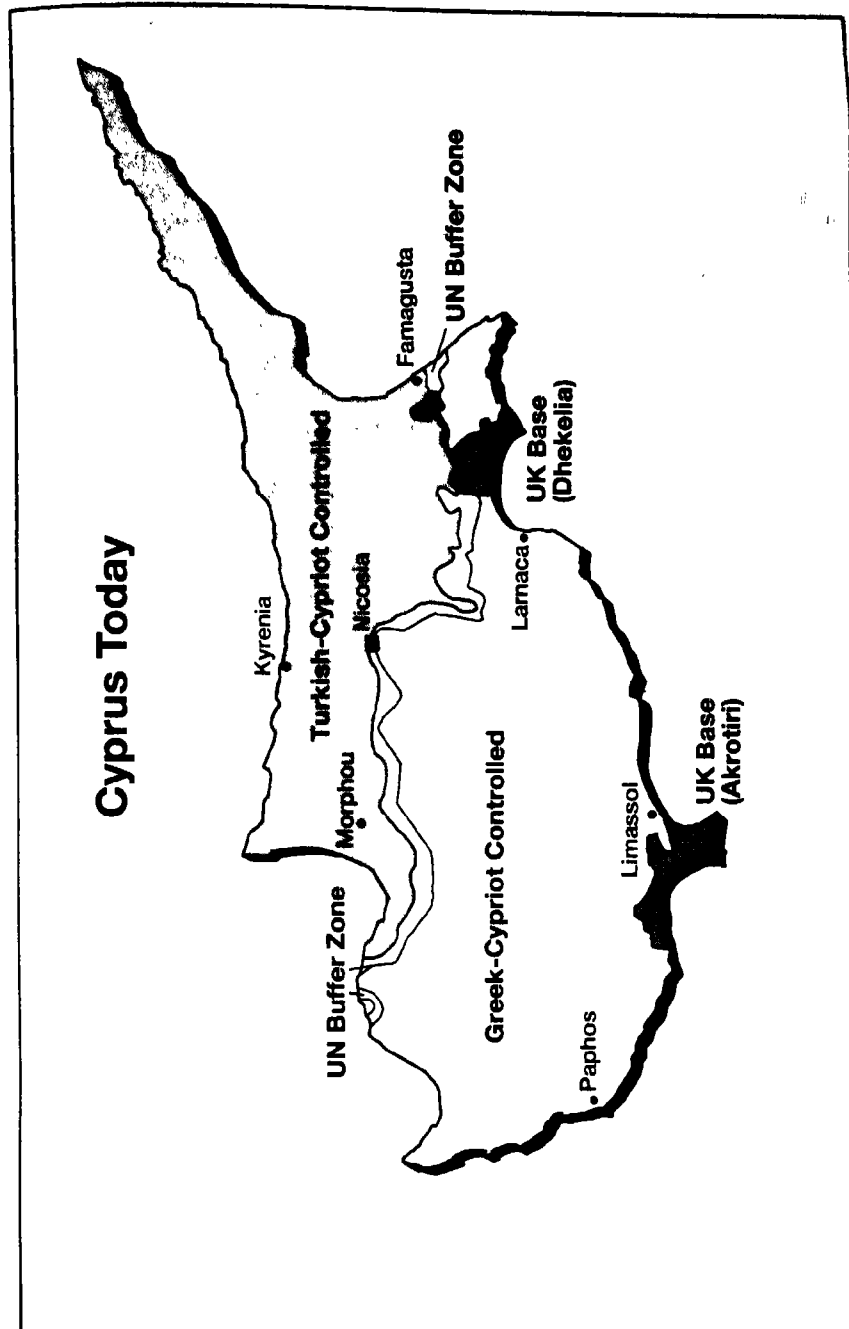 Cyprus Today
Kyrenia
Turkish-Cypriot Controlled
Morphou
Nicosia
Famagusta
UN Buffer Zone
UN Buffer Zone
Greek-Cypriot Controlled
Larnaca
UK Base
(Dhekelia)
Paphos
Limassol
UK Base
(Akrotiri)